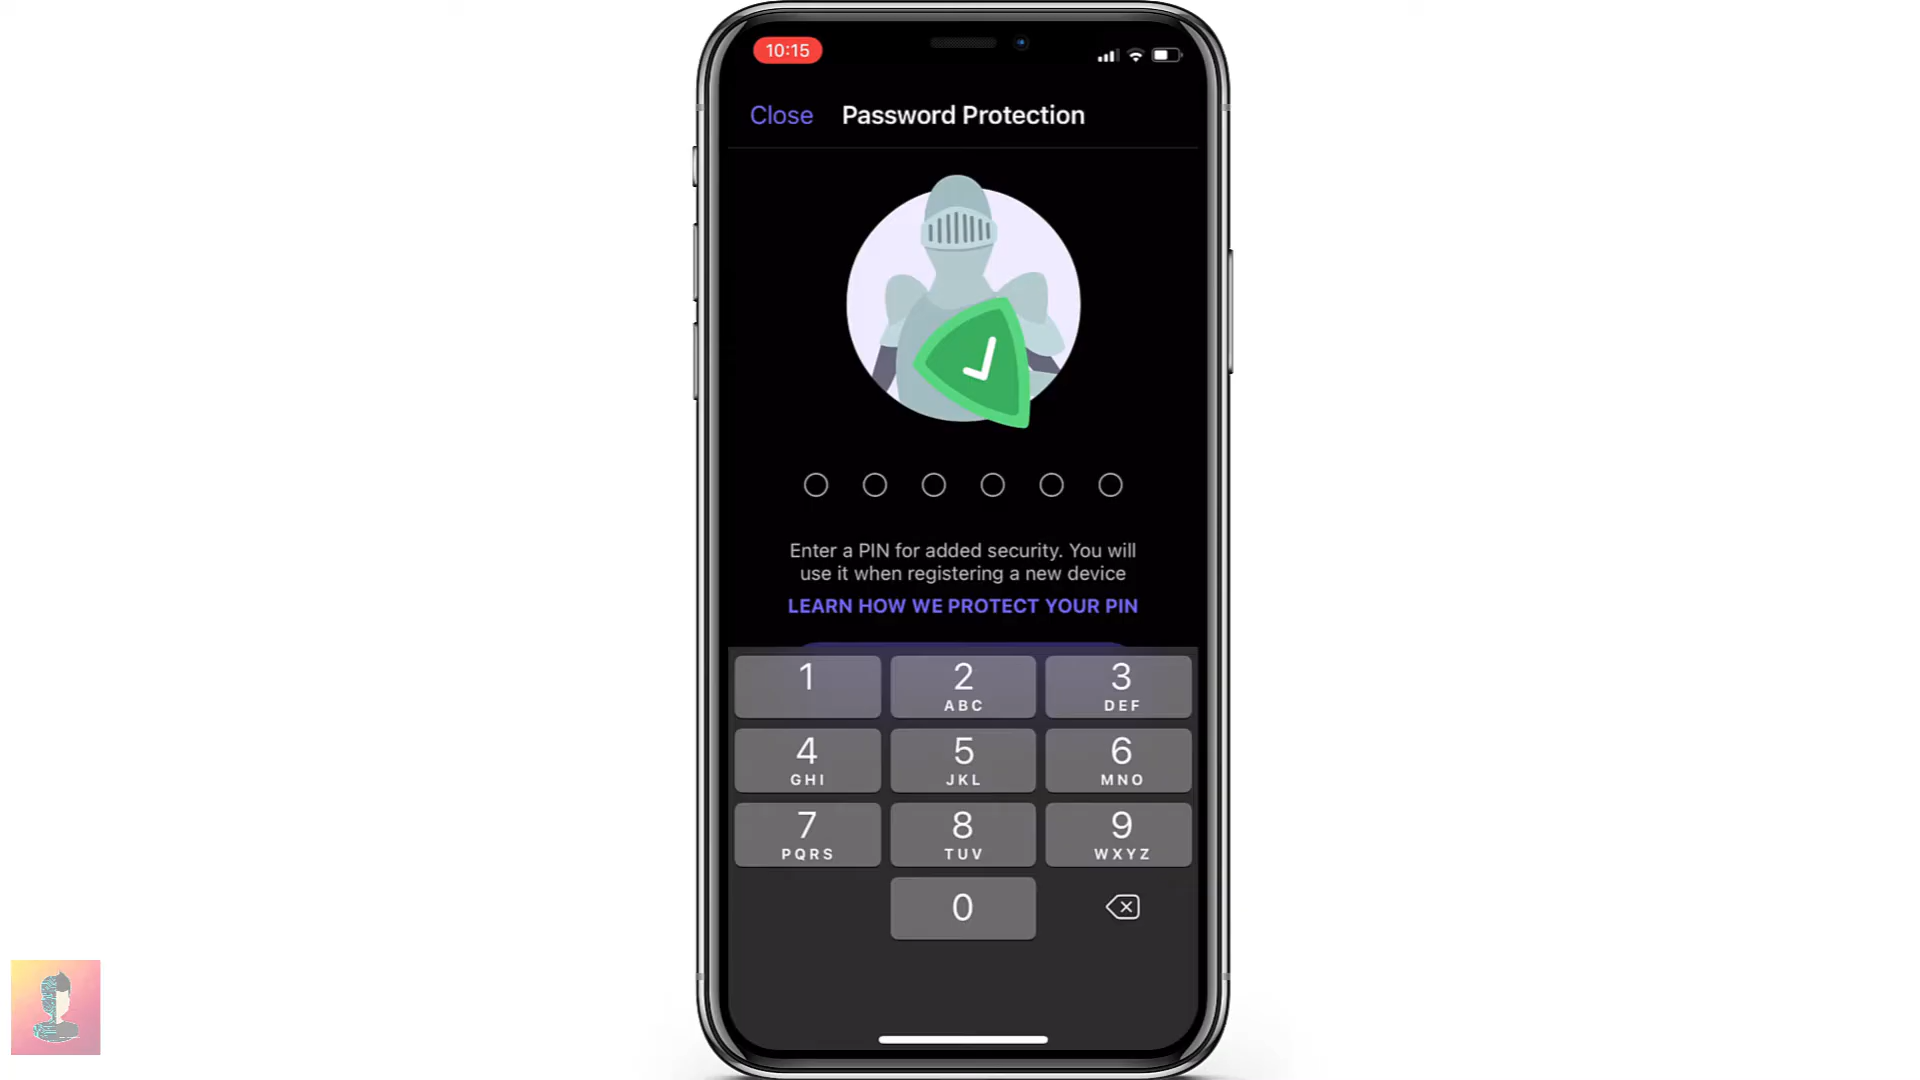 10:15
Close Password Protection
Enter a PIN for added security. You will
use it when registering a new device
LEARN HOW WE PROTECT YOUR PIN
1 2 3
ABC DEF
4 5 6
GHI JKL MNO
7 8 9
PQRS TUV WXYZ
0